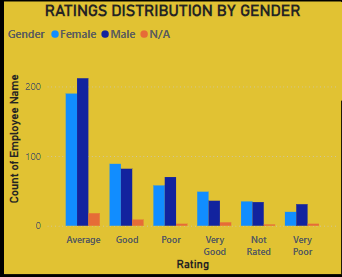 RATINGS DISTRIBUTION BY GENDER
Gender Female Male N/A
Count of Employee Name
200
100
0
Average Good Poor Very Good Not Rated Very Poor
Rating